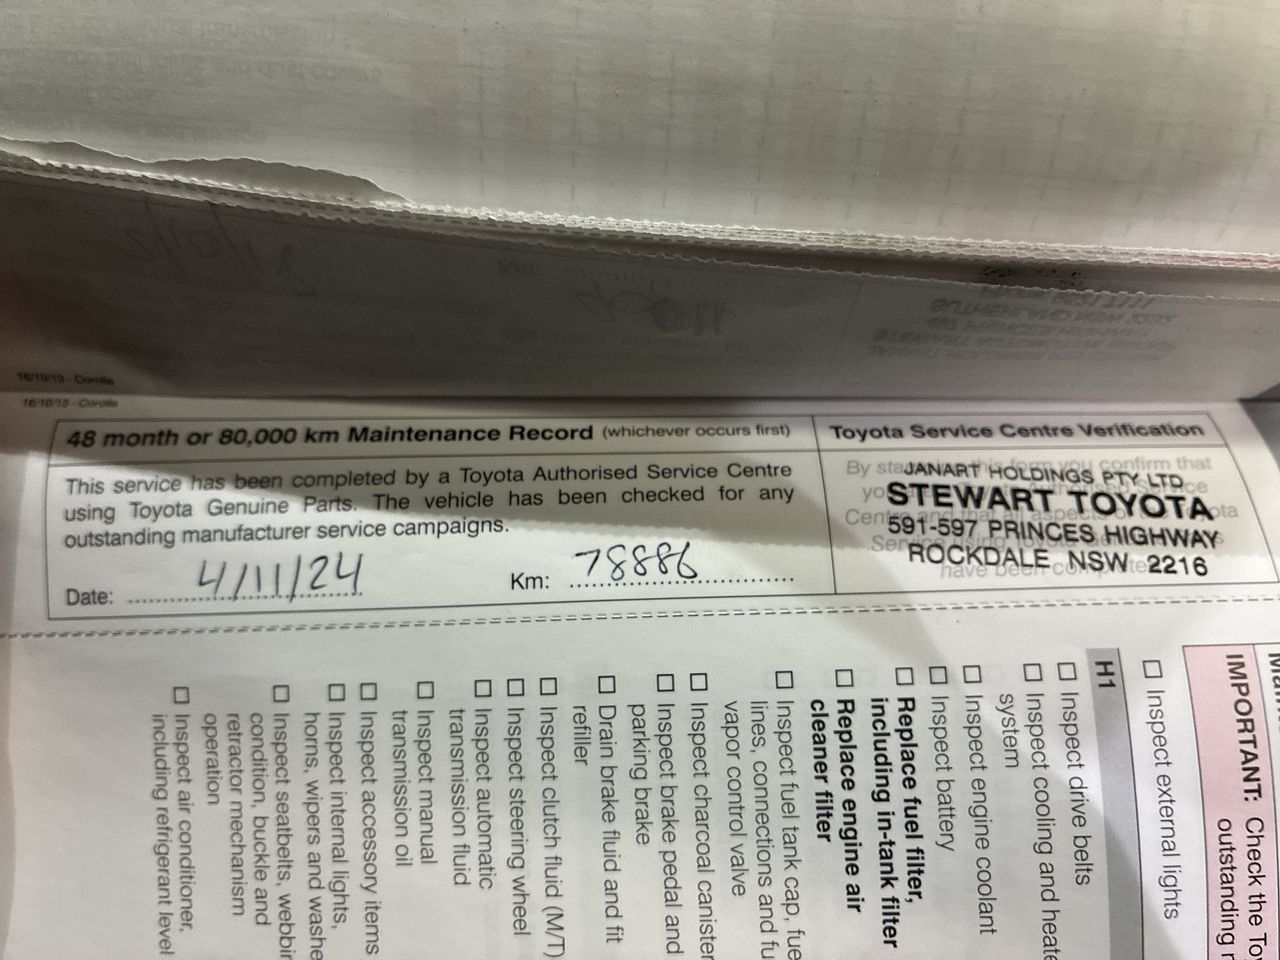 16/10/13 - Corolla
16/10/13 - Corolla
48 month or 80,000 km Maintenance Record (whichever occurs first)
This service has been completed by a Toyota Authorised Service Centre
using Toyota Genuine Parts. The vehicle has been checked for any
outstanding manufacturer service campaigns.
Date: 4/11/24 Km: 78886
Toyota Service Centre Verification
JANART HOLDINGS PTY LTD
STEWART TOYOTA
591-597 PRINCES HIGHWAY
ROCKDALE NSW 2216
IMPORTANT: Check the
outstanding
☐ Inspect external lights
H1
☐ Inspect drive belts
☐ Inspect cooling and
system
☐ Inspect engine coolant
☐ Inspect battery
☐ Replace fuel filter,
including in-tank filter
☐ Replace engine air
cleaner filter
☐ Inspect fuel tank cap,
lines, connections and
vapor control valve
☐ Inspect charcoal canister
☐ Inspect brake pedal and
parking brake
☐ Drain brake fluid and fit
refiller
☐ Inspect clutch fluid (M/T)
☐ Inspect steering wheel
☐ Inspect automatic
transmission fluid
☐ Inspect manual
transmission oil
☐ Inspect accessory items
☐ Inspect internal lights,
horns, wipers and
☐ Inspect seatbelts,
condition, buckle and
retractor mechanism
operation
☐ Inspect air conditioner,
including refrigerant level